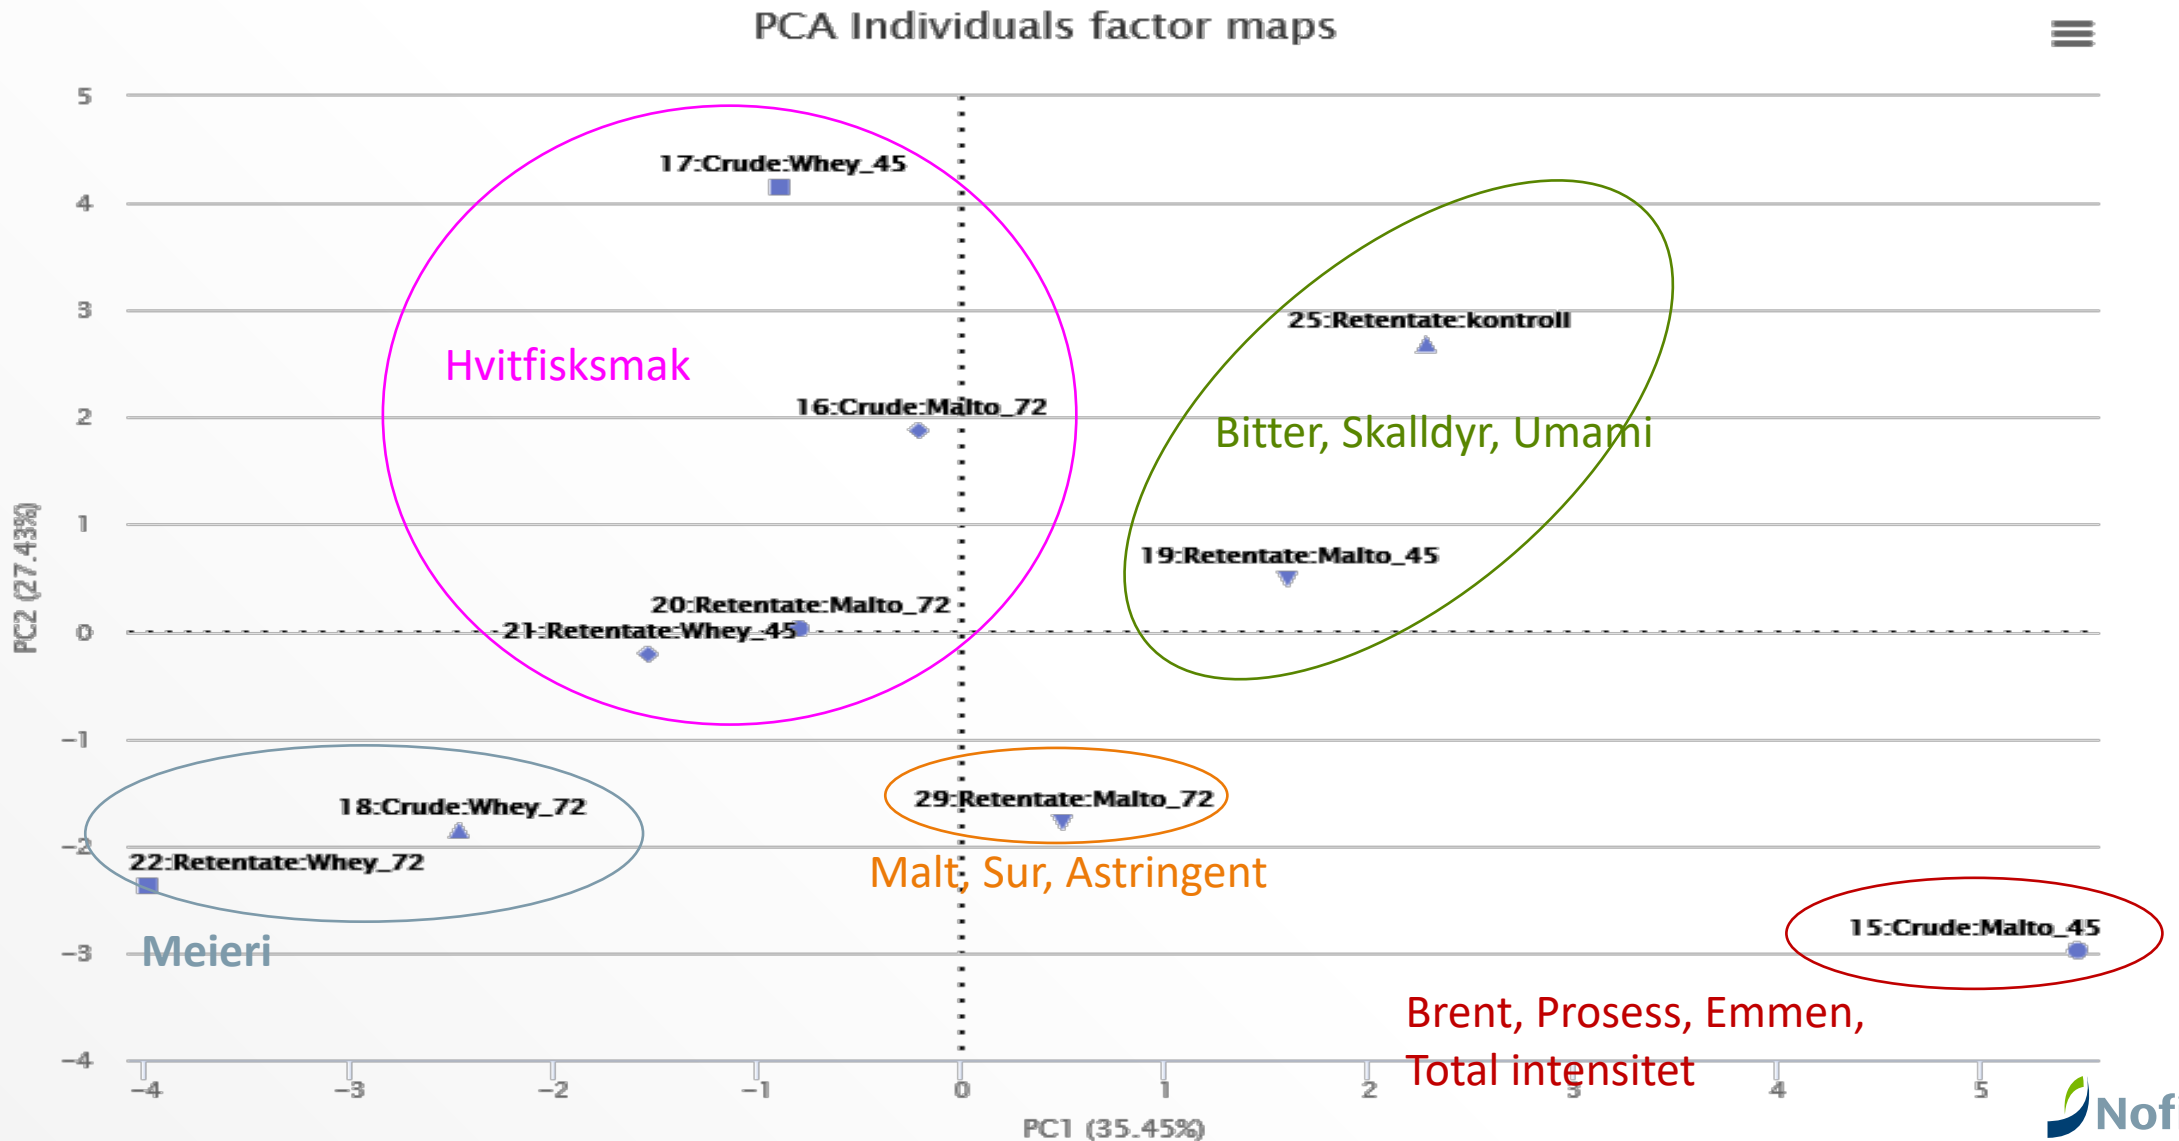 PCA Individuals factor maps
5
17:Crude:Whey_45
4
25:Retentate:kontroll
3
Hvitfisksmak
16:Crude:Malto_72
2
Bitter, Skalldyr, Umami
19:Retentate:Malto_45
1
20:Retentate:Malto_72
21:Retentate:Whey_45
0
PC2 (27.43%)
-1
18:Crude:Whey_72
29:Retentate:Malto_72
-2
22:Retentate:Whey_72
Malt, Sur, Astringent
15:Crude:Malto_45
-3
Meieri
Brent, Prosess, Emmen,
Total intensitet
-4
-4 -3 -2 -1 0 1 2 3 4 5
PC1 (35.45%)
Nofi